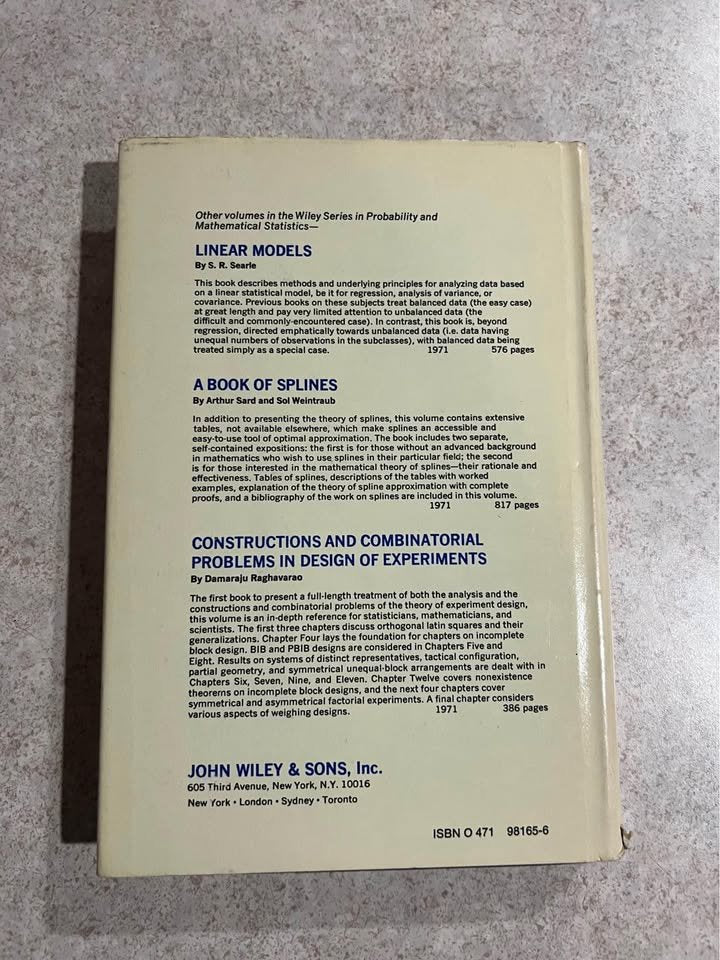 Other volumes in the Wiley Series in Probability and
Mathematical Statistics—
LINEAR MODELS
By S. R. Searle
This book describes methods and underlying principles for analyzing data based
on a linear statistical model, be it for regression, analysis of variance, or
covariance. Previous books on these subjects treat balanced data (the easy case)
at great length and pay very limited attention to unbalanced data (the
difficult and commonly-encountered case). In contrast, this book is, beyond
regression, directed emphatically towards unbalanced data (i.e. data having
unequal numbers of observations in the subclasses), with balanced data being
treated simply as a special case. 1971 576 pages
A BOOK OF SPLINES
By Arthur Sard and Sol Weintraub
In addition to presenting the theory of splines, this volume contains extensive
tables, not available elsewhere, which make splines an accessible and
easy-to-use tool of optimal approximation. The book includes two separate,
self-contained expositions: the first is for those without an advanced background
in mathematics who wish to use splines in their particular field; the second
is for those interested in the mathematical theory of splines—their rationale and
effectiveness. Tables of splines, descriptions of the tables with worked
examples, explanation of the theory of spline approximation with complete
proofs, and a bibliography of the work on splines are included in this volume.
1971 817 pages
CONSTRUCTIONS AND COMBINATORIAL
PROBLEMS IN DESIGN OF EXPERIMENTS
By Damaraju Raghavarao
The first book to present a full-length treatment of both the analysis and the
constructions and combinatorial problems of the theory of experiment design,
this volume is an in-depth reference for statisticians, mathematicians, and
scientists. The first three chapters discuss orthogonal latin squares and their
generalizations. Chapter Four lays the foundation for chapters on incomplete
block design. BIB and PBIB designs are considered in Chapters Five and
Eight. Results on systems of distinct representatives, tactical configuration,
partial geometry, and symmetrical unequal-block arrangements are dealt with in
Chapters Six, Seven, Nine, and Eleven. Chapter Twelve covers nonexistence
theorems on incomplete block designs, and the next four chapters cover
symmetrical and asymmetrical factorial experiments. A final chapter considers
various aspects of weighing designs. 1971 386 pages
JOHN WILEY & SONS, Inc.
605 Third Avenue, New York, N.Y. 10016
New York • London • Sydney • Toronto
ISBN O 471 98165-6